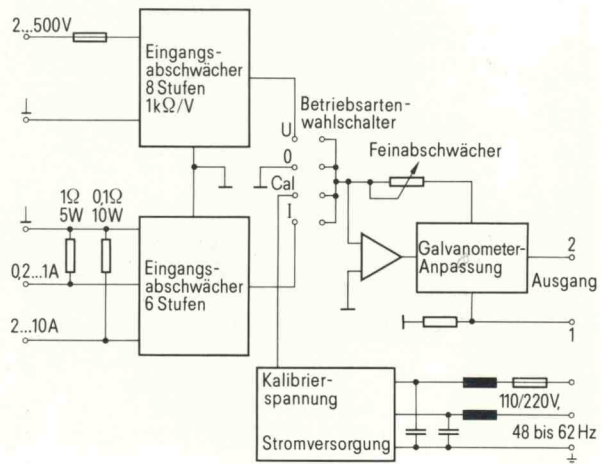 2...500V
Eingangs-
abschwächer
8 Stufen
1kΩ/V
Betriebsarten-
wahlschalter
U
0
Cal
I
Feinabschwächer
1Ω
5W
0,1Ω
10W
0,2...1A
2...10A
Eingangs-
abschwächer
6 Stufen
Galvanometer-
Anpassung
2
Ausgang
1
Kalibrier-
spannung
Stromversorgung
110/220V,
48 bis 62Hz